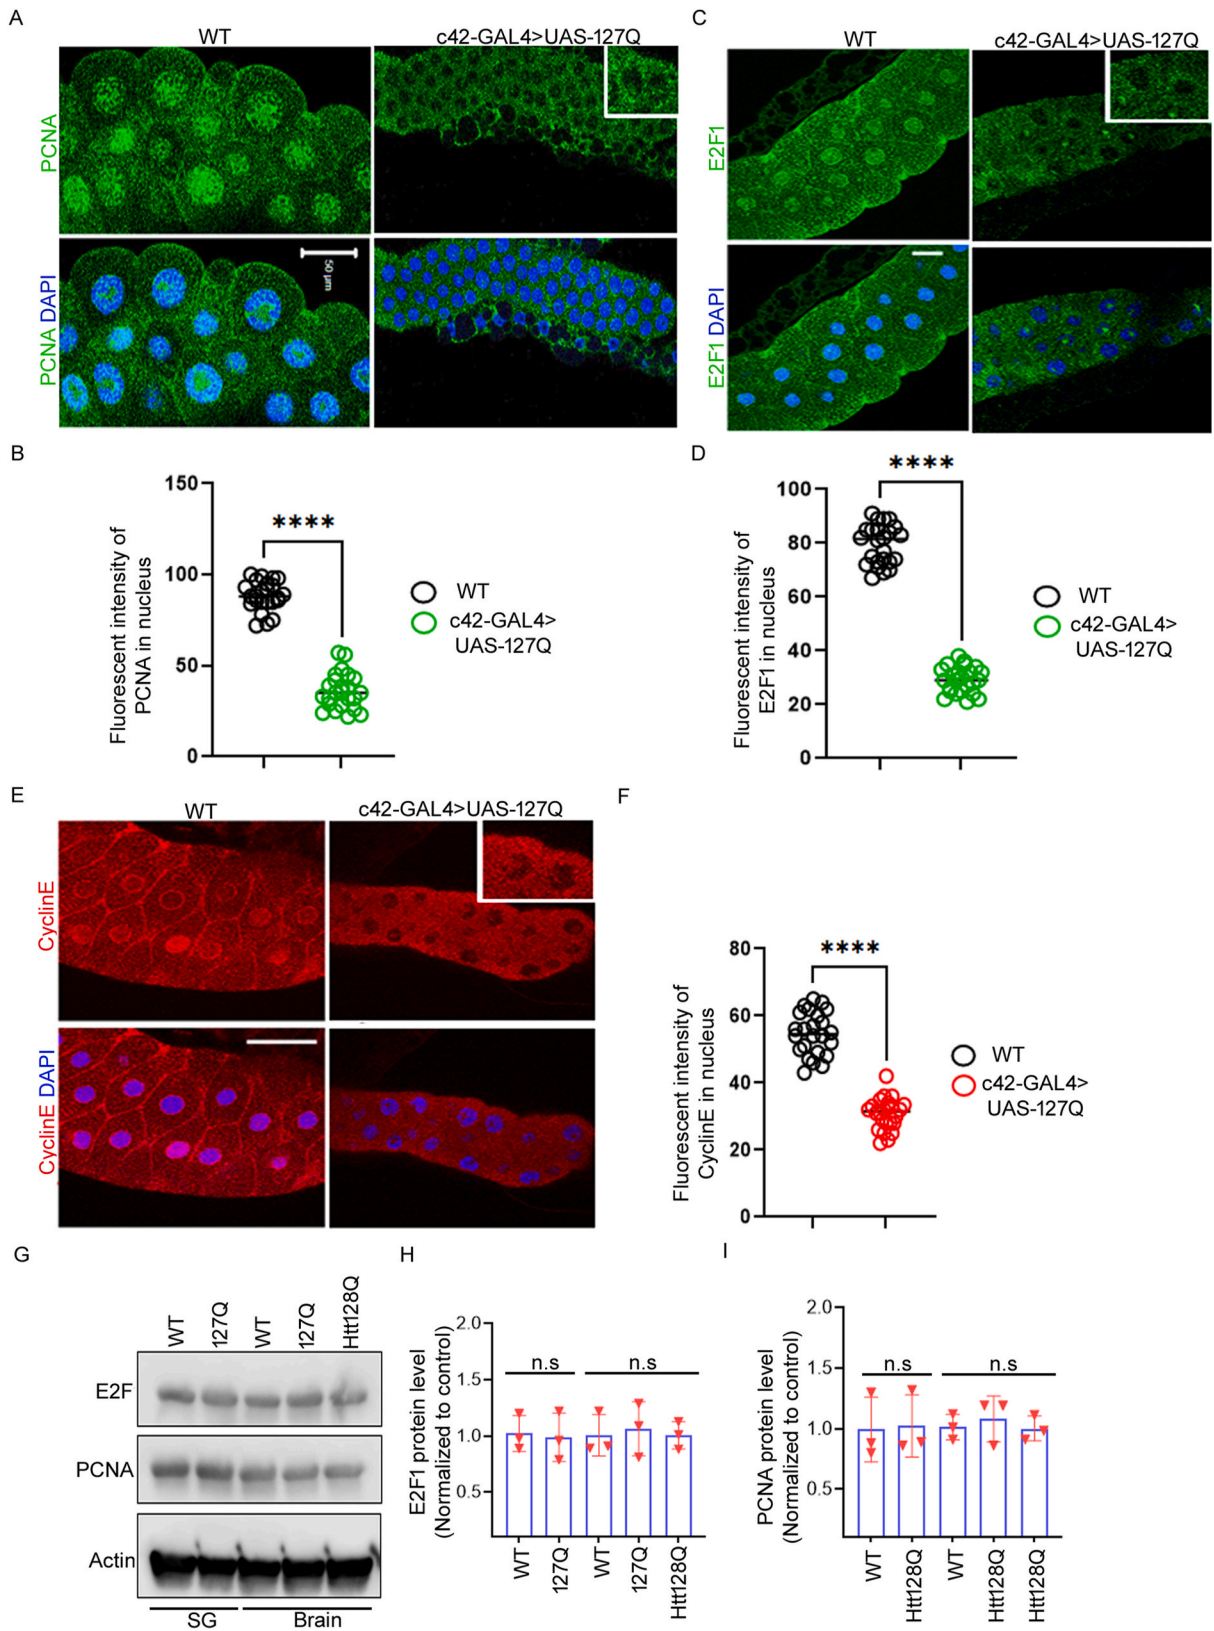 A
WT
c42-GAL4>UAS-127Q
PCNA
PCNA DAPI
50 µm
C
WT
c42-GAL4>UAS-127Q
E2F1
E2F1 DAPI
B
Fluorescent intensity of
PCNA in nucleus
150
100
50
0
****
WT
c42-GAL4>
UAS-127Q
D
Fluorescent intensity of
E2F1 in nucleus
100
80
60
40
20
0
****
WT
c42-GAL4>
UAS-127Q
E
WT
c42-GAL4>UAS-127Q
CyclinE
CyclinE DAPI
F
Fluorescent intensity of
CyclinE in nucleus
80
60
40
20
0
****
WT
c42-GAL4>
UAS-127Q
G
WT
127Q
WT
127Q
Htt128Q
E2F
PCNA
Actin
SG
Brain
H
E2F1 protein level
(Normalized to control)
2.0
1.5
1.0
0.5
n.s
n.s
WT
127Q
WT
127Q
Htt128Q
I
PCNA protein level
(Normalized to control)
2.0
1.5
1.0
0.5
n.s
n.s
WT
Htt128Q
WT
Htt128Q
Htt128Q